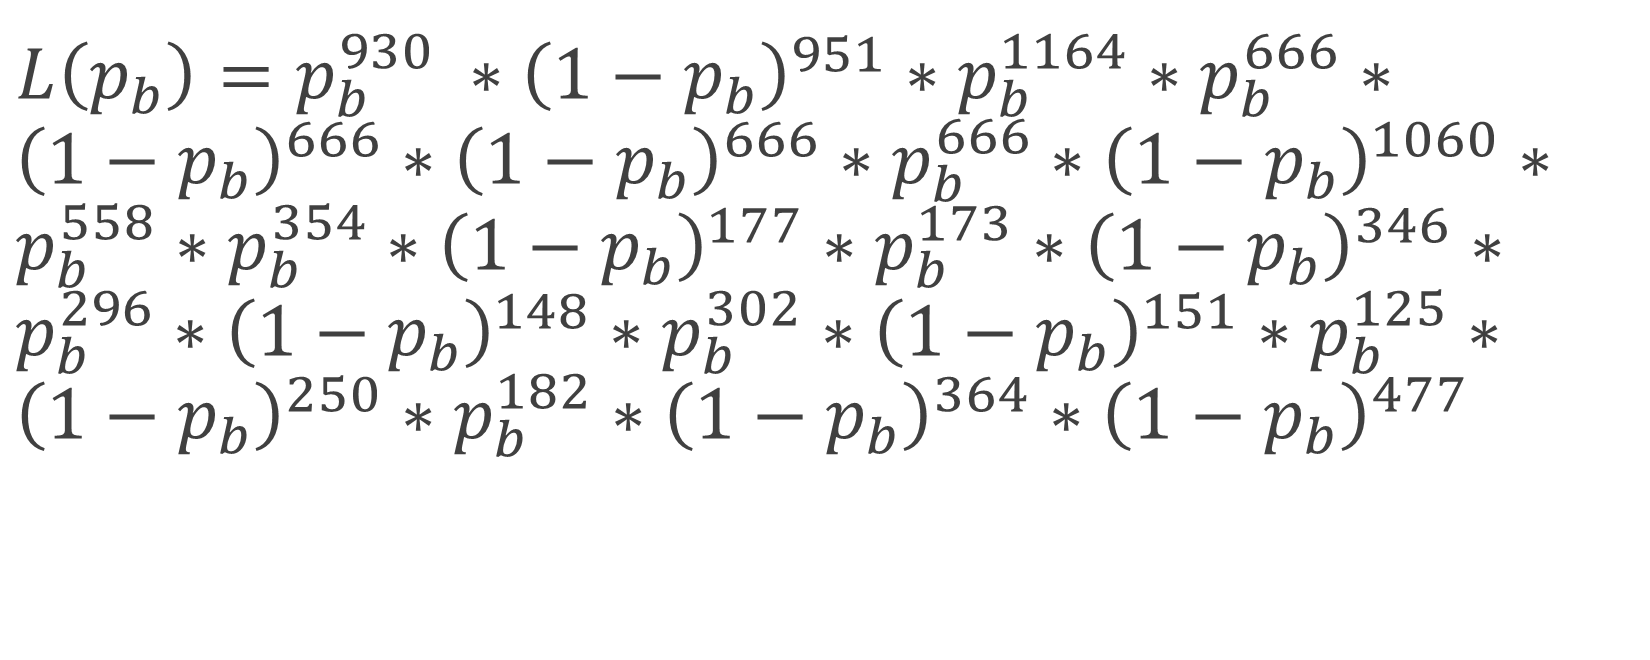 L(p_b) = p_b^930 * (1 − p_b)^951 * p_b^1164 * p_b^666 *
(1 − p_b)^666 * (1 − p_b)^666 * p_b^666 * (1 − p_b)^1060 *
p_b^558 * p_b^354 * (1 − p_b)^177 * p_b^173 * (1 − p_b)^346 *
p_b^296 * (1 − p_b)^148 * p_b^302 * (1 − p_b)^151 * p_b^125 *
(1 − p_b)^250 * p_b^182 * (1 − p_b)^364 * (1 − p_b)^477